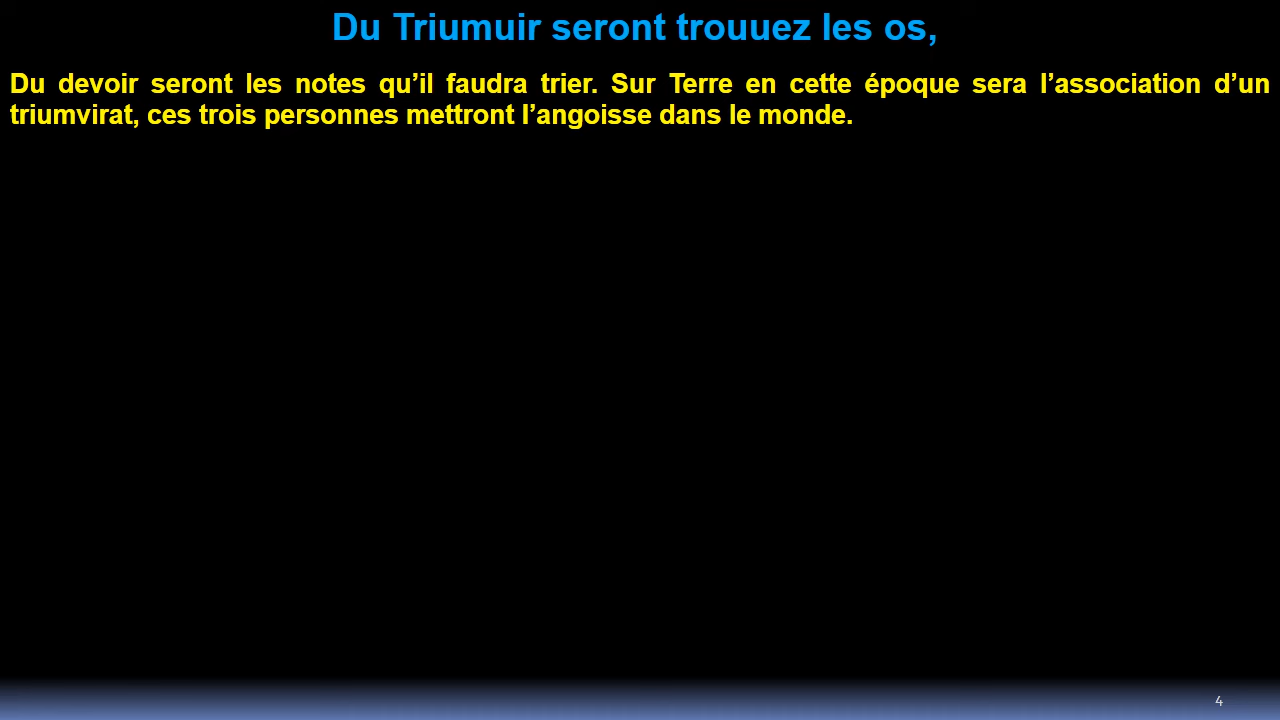 Du Triumuir seront trouuez les os,
Du devoir seront les notes qu’il faudra trier. Sur Terre en cette époque sera l’association d’un
triumvirat, ces trois personnes mettront l’angoisse dans le monde.
4